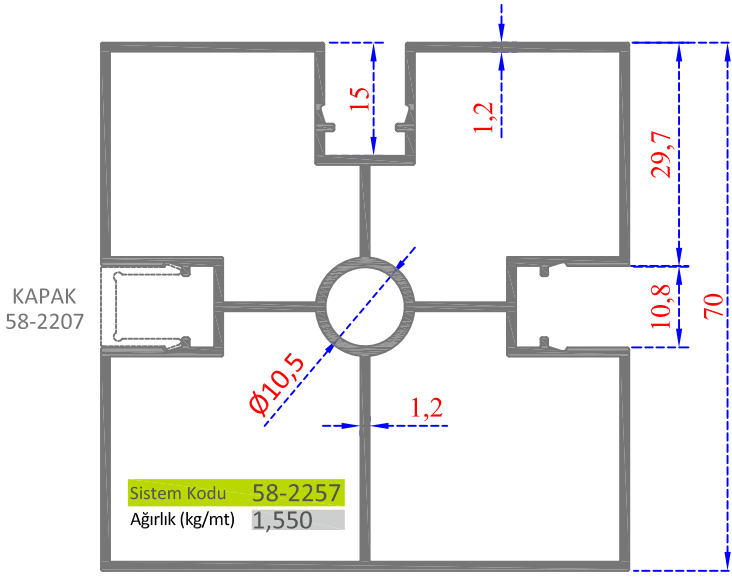 15
1,2
29,7
KAPAK
58-2207
10,8
70
Ø10,5
1,2
Sistem Kodu 58-2257
Ağırlık (kg/mt) 1,550